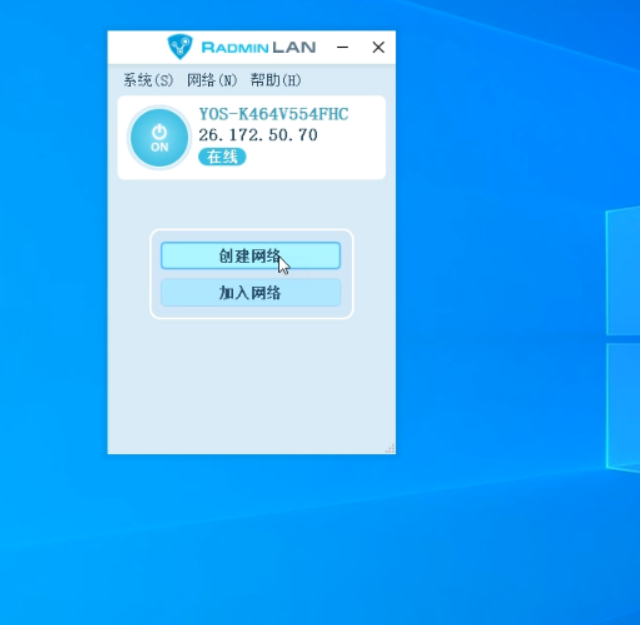 RADMIN LAN
系统(S) 网络(N) 帮助(H)
YOS-K464V554FHC
26.172.50.70
ON
在线
创建网络
加入网络